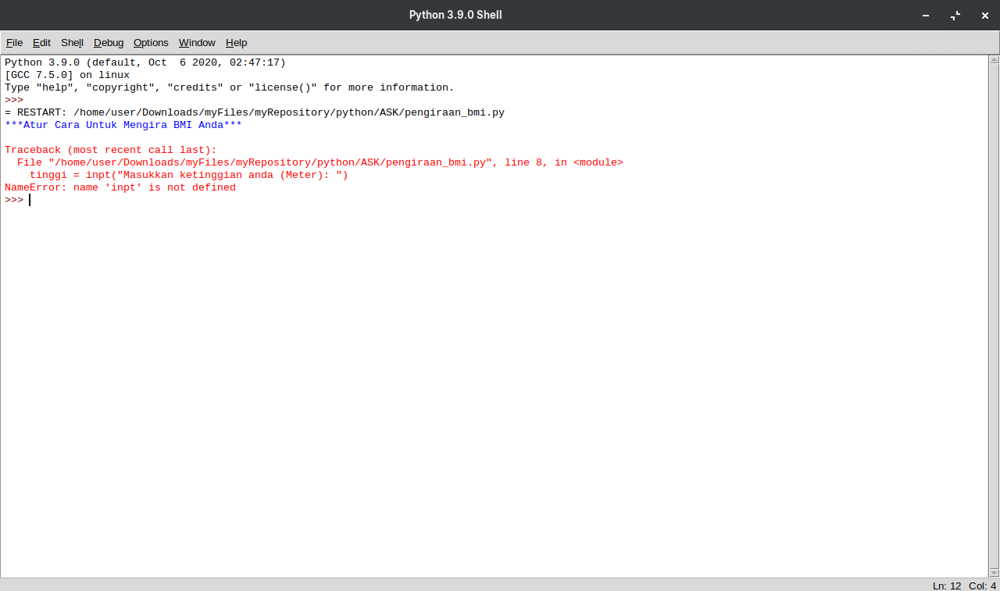 Python 3.9.0 Shell
File Edit Shell Debug Options Window Help
Python 3.9.0 (default, Oct  6 2020, 02:47:17)
[GCC 7.5.0] on linux
Type "help", "copyright", "credits" or "license()" for more information.
>>>
= RESTART: /home/user/Downloads/myFiles/myRepository/python/ASK/pengiraan_bmi.py
***Atur Cara Untuk Mengira BMI Anda***
Traceback (most recent call last):
  File "/home/user/Downloads/myFiles/myRepository/python/ASK/pengiraan_bmi.py", line 8, in <module>
    tinggi = inpt("Masukkan ketinggian anda (Meter): ")
NameError: name 'inpt' is not defined
>>>
Ln: 12 Col: 4